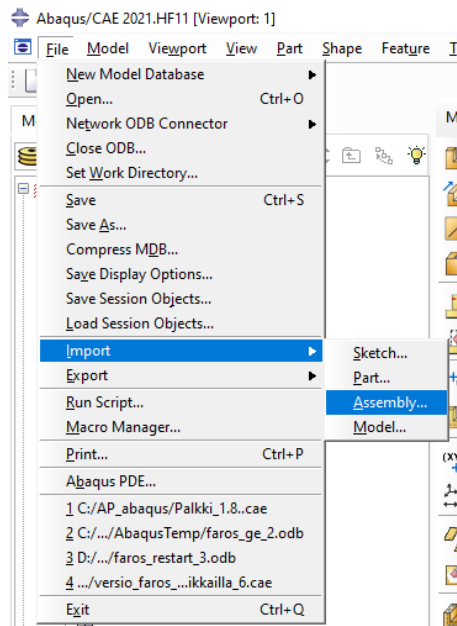 Abaqus/CAE 2021.HF11 [Viewport: 1]
File Model Viewport View Part Shape Feature
New Model Database
Open... Ctrl+O
Network ODB Connector
Close ODB...
Set Work Directory...
Save Ctrl+S
Save As...
Compress MDB...
Save Display Options...
Save Session Objects...
Load Session Objects...
Import
Export
Run Script...
Macro Manager...
Print... Ctrl+P
Abaqus PDE...
1 C:/AP_abaqus/Palkki_1.8..cae
2 C:/.../AbaqusTemp/faros_ge_2.odb
3 D:/.../faros_restart_3.odb
4 .../versio_faros_...ikkailla_6.cae
Exit Ctrl+Q
Sketch...
Part...
Assembly...
Model...